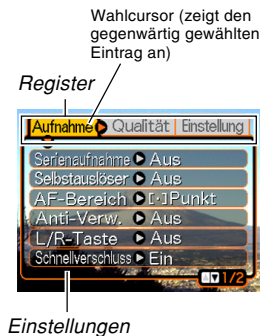 Wahlcursor (zeigt den
gegenwärtig gewählten
Eintrag an)
Register
Aufnahme Qualität Einstellung
Serienaufnahme Aus
Selbstauslöser Aus
AF-Bereich [·]Punkt
Anti-Verw. Aus
L/R-Taste Aus
Schnellverschluss Ein
1/2
Einstellungen